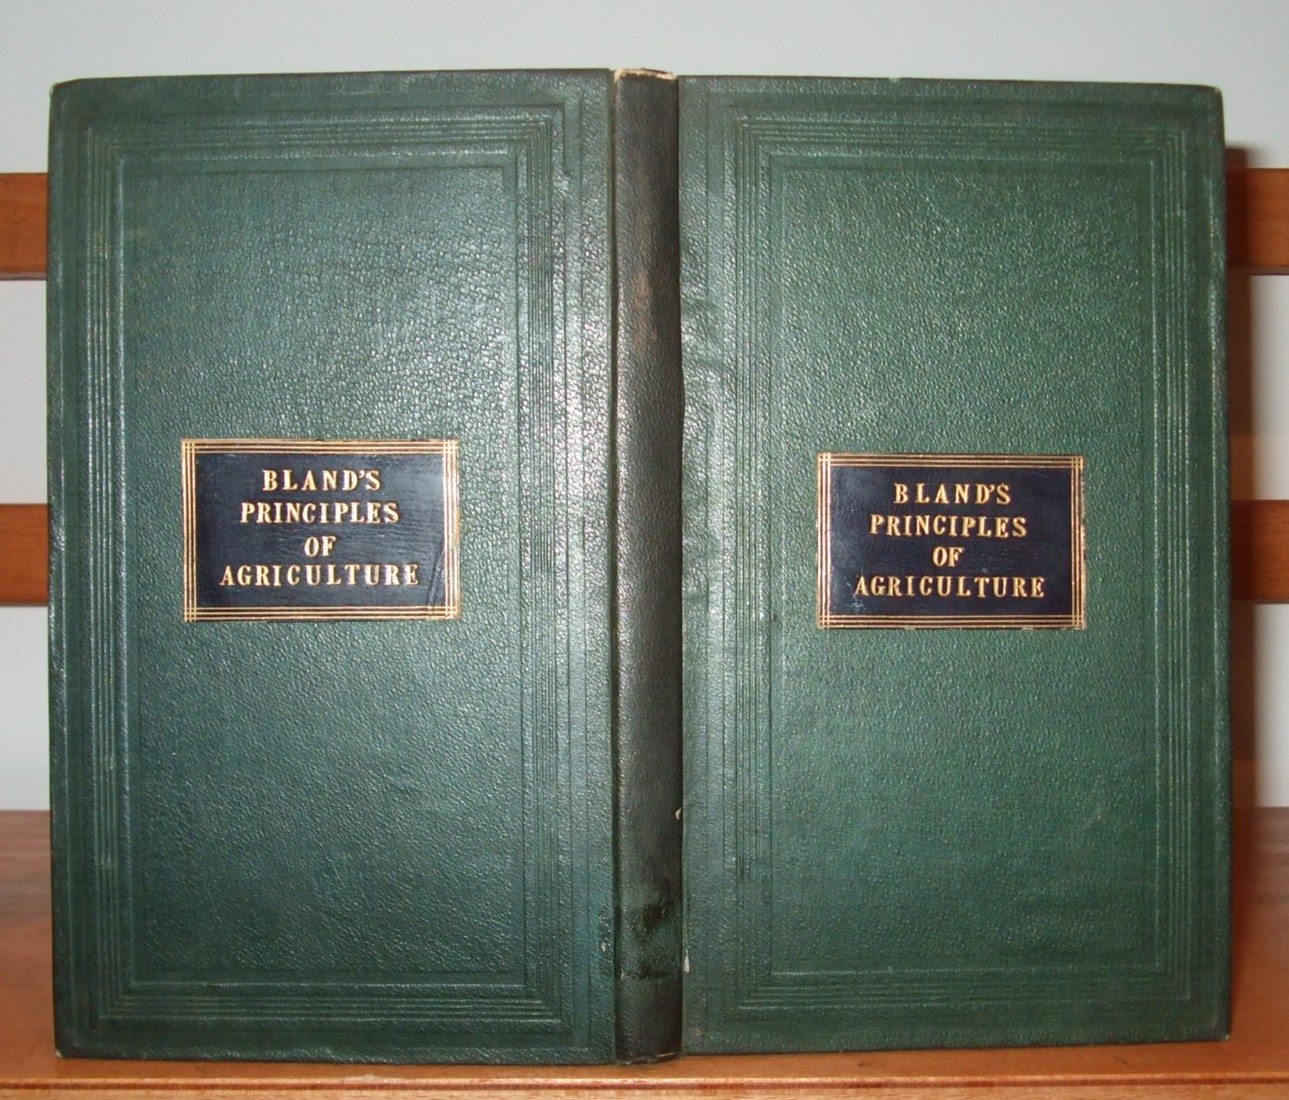 BLAND'S
PRINCIPLES
OF
AGRICULTURE
BLAND'S
PRINCIPLES
OF
AGRICULTURE